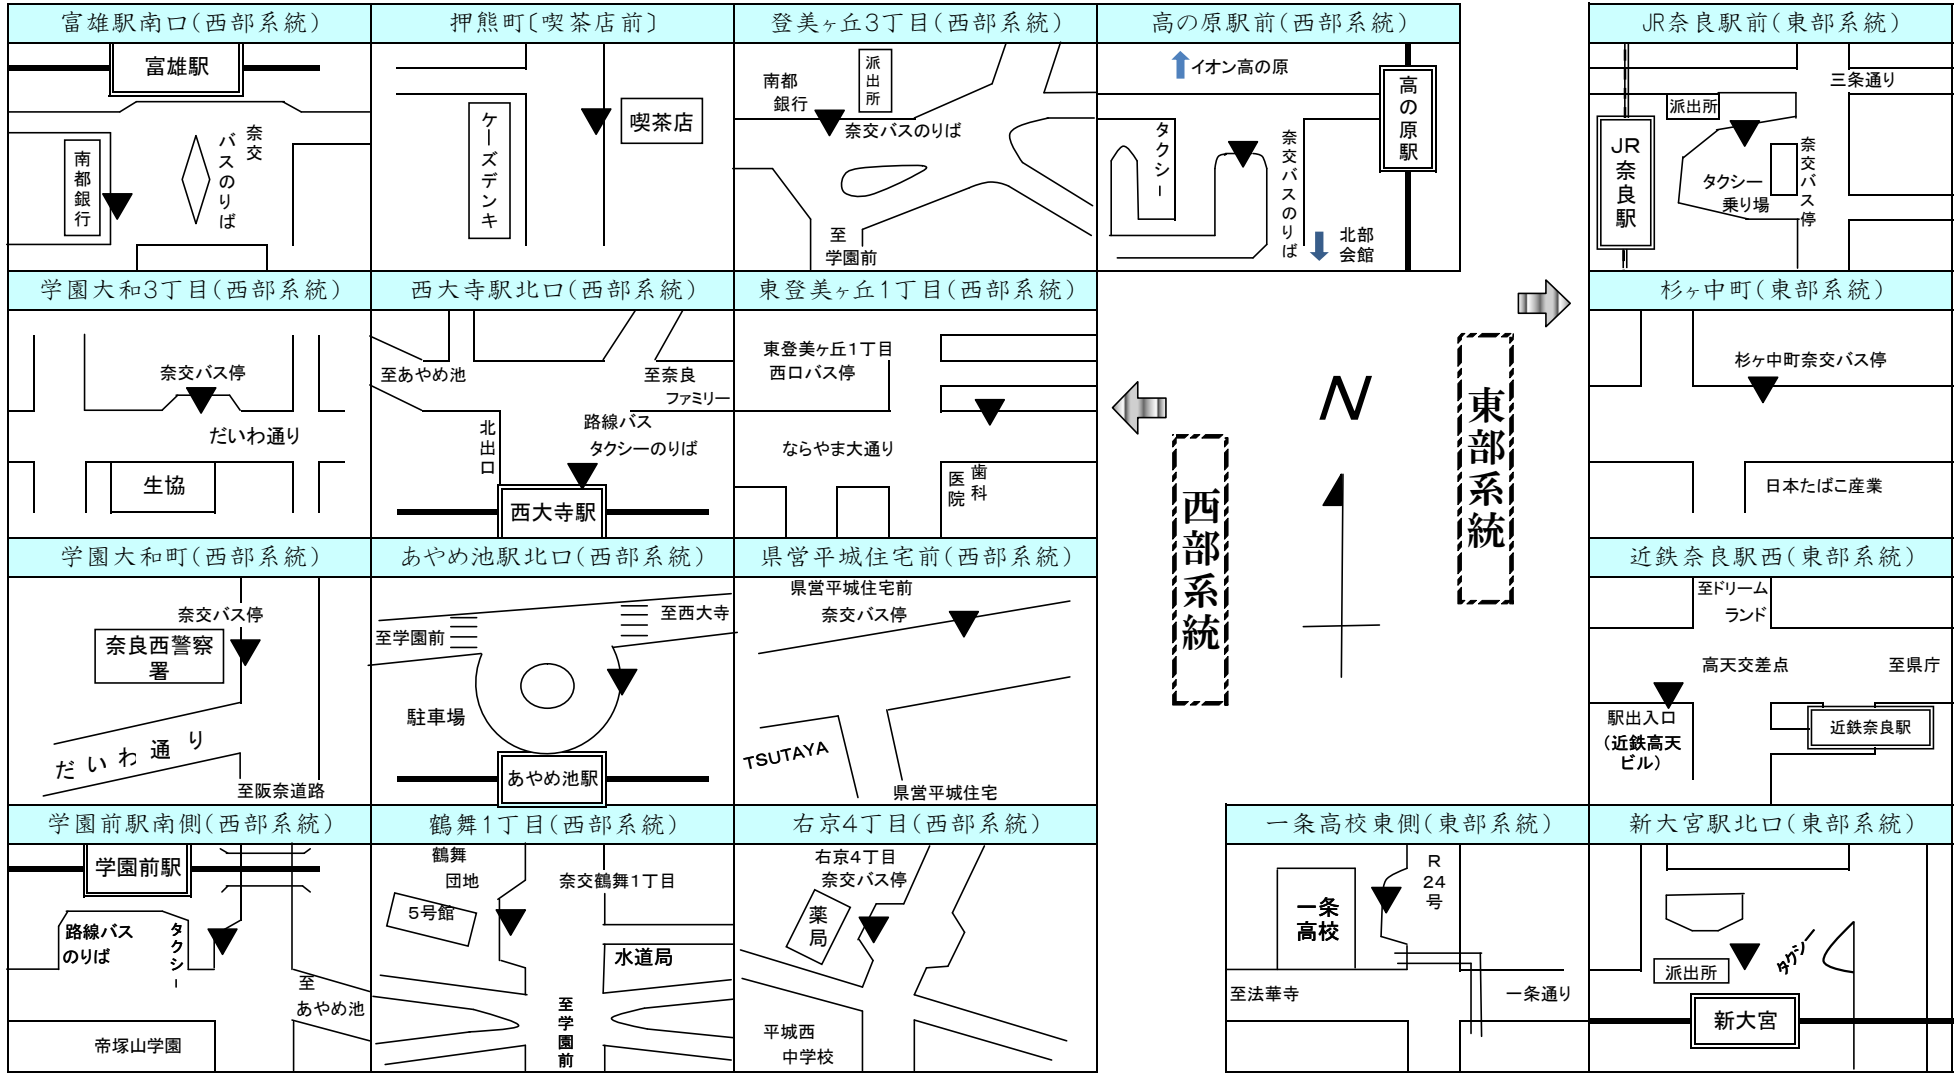 富雄駅南口(西部系統)
富雄駅
奈交
バスのりば
南都銀行
押熊町〔喫茶店前〕
ケーズデンキ
喫茶店
登美ヶ丘3丁目(西部系統)
南都
銀行
派出所
奈交バスのりば
至
学園前
高の原駅前(西部系統)
イオン高の原
高の原駅
タクシー
奈交バスのりば
北部
会館
JR奈良駅前(東部系統)
三条通り
派出所
JR奈良駅
タクシー
乗り場
奈交バス停
学園大和3丁目(西部系統)
奈交バス停
だいわ通り
生協
西大寺駅北口(西部系統)
至あやめ池
至奈良
ファミリー
北出口
路線バス
タクシーのりば
西大寺駅
東登美ヶ丘1丁目(西部系統)
東登美ヶ丘1丁目
西口バス停
ならやま大通り
歯科
医院
杉ヶ中町(東部系統)
杉ヶ中町奈交バス停
日本たばこ産業
N
東部系統
西部系統
学園大和町(西部系統)
奈交バス停
奈良西警察
署
だいわ通り
至阪奈道路
あやめ池駅北口(西部系統)
至西大寺
至学園前
駐車場
あやめ池駅
県営平城住宅前(西部系統)
県営平城住宅前
奈交バス停
TSUTAYA
県営平城住宅
近鉄奈良駅西(東部系統)
至ドリーム
ランド
高天交差点
至県庁
駅出入口
(近鉄高天
ビル)
近鉄奈良駅
学園前駅南側(西部系統)
学園前駅
路線バス
のりば
タクシー
至
あやめ池
帝塚山学園
鶴舞1丁目(西部系統)
鶴舞
団地
奈交鶴舞1丁目
5号館
水道局
至学園前
右京4丁目(西部系統)
右京4丁目
奈交バス停
薬局
平城西
中学校
一条高校東側(東部系統)
R
24
号
一条
高校
至法華寺
一条通り
新大宮駅北口(東部系統)
タクシー
派出所
新大宮